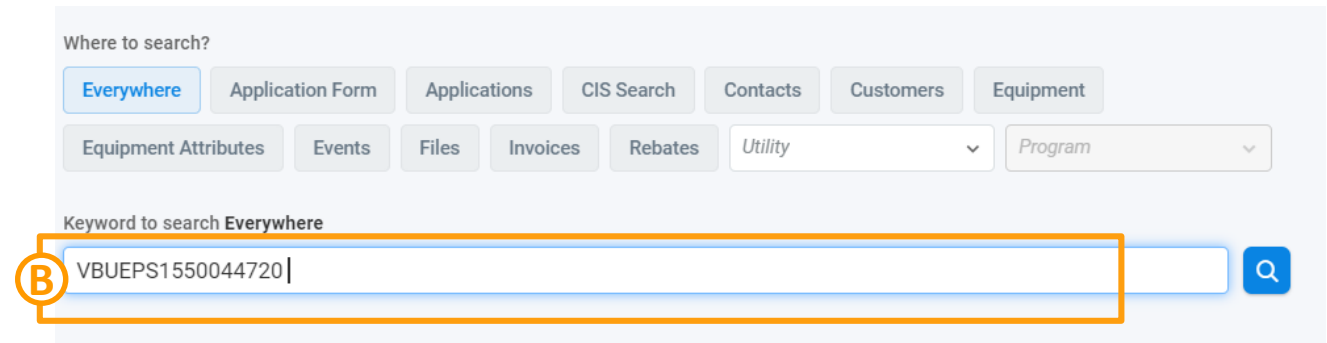 Where to search?
Everywhere Application Form Applications CIS Search Contacts Customers Equipment
Equipment Attributes Events Files Invoices Rebates Utility Program
Keyword to search Everywhere
B VBUEPS1550044720